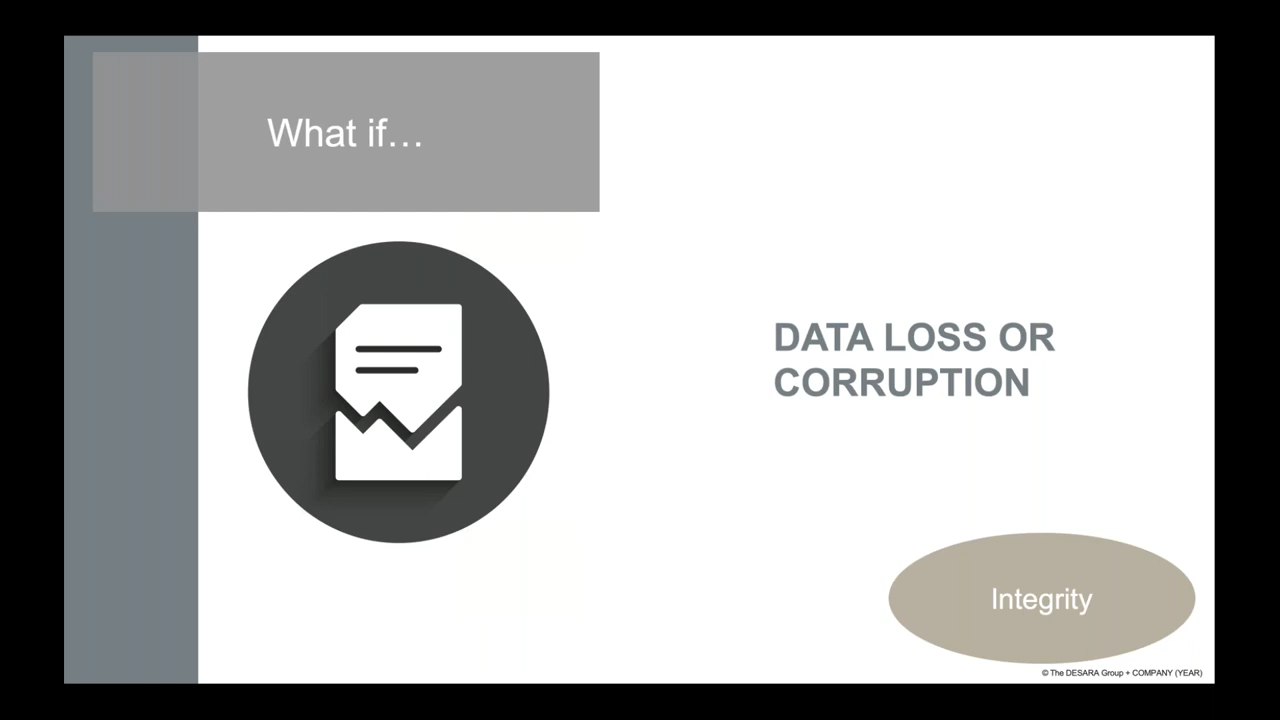 What if…
DATA LOSS OR
CORRUPTION
Integrity
© The DESARA Group + COMPANY (YEAR)